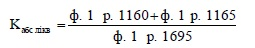 К абс лікв = ф. 1 р. 1160+ф. 1 р. 1165
ф. 1 р. 1695